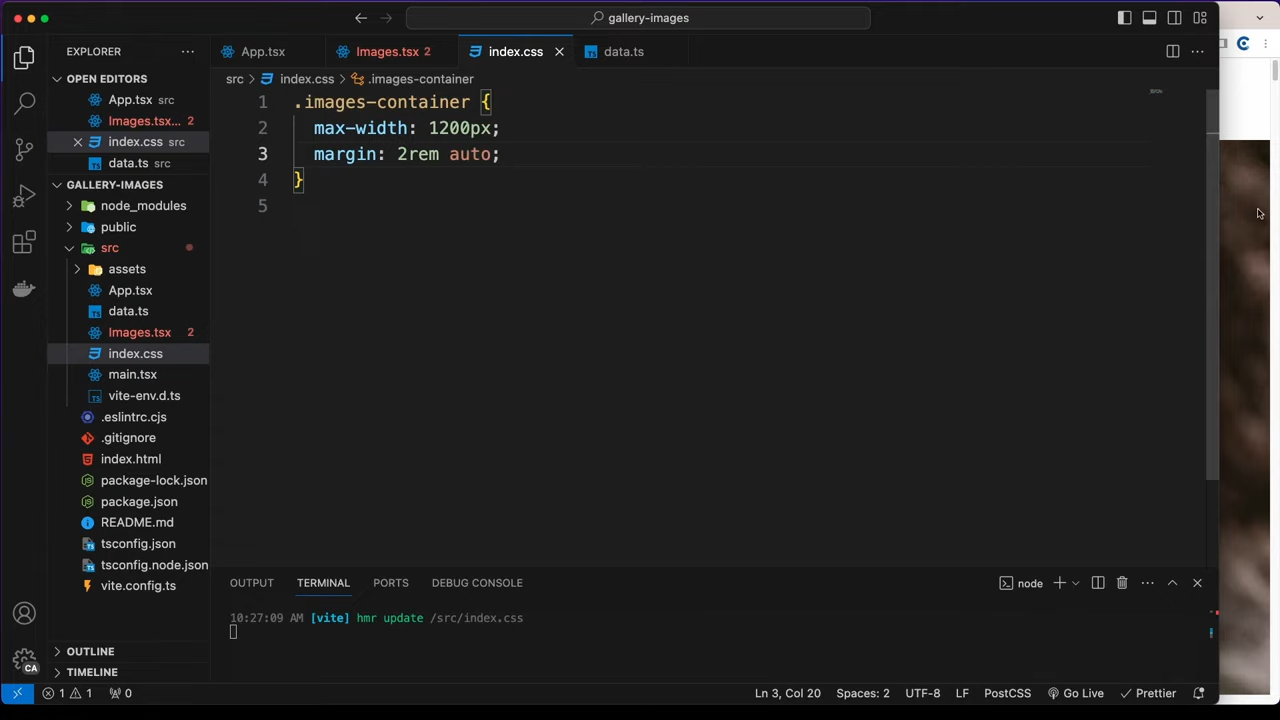 gallery-images
EXPLORER
App.tsx
Images.tsx 2
index.css
data.ts
OPEN EDITORS
App.tsx src
Images.tsx... 2
index.css src
data.ts src
GALLERY-IMAGES
node_modules
public
src
assets
App.tsx
data.ts
Images.tsx 2
index.css
main.tsx
vite-env.d.ts
.eslintrc.cjs
.gitignore
index.html
package-lock.json
package.json
README.md
tsconfig.json
tsconfig.node.json
vite.config.ts
OUTLINE
TIMELINE
src > index.css > .images-container
1 .images-container {
2 max-width: 1200px;
3 margin: 2rem auto;
4 }
5
OUTPUT TERMINAL PORTS DEBUG CONSOLE
node
10:27:09 AM [vite] hmr update /src/index.css
CA
1 1 0
Ln 3, Col 20 Spaces: 2 UTF-8 LF PostCSS Go Live Prettier